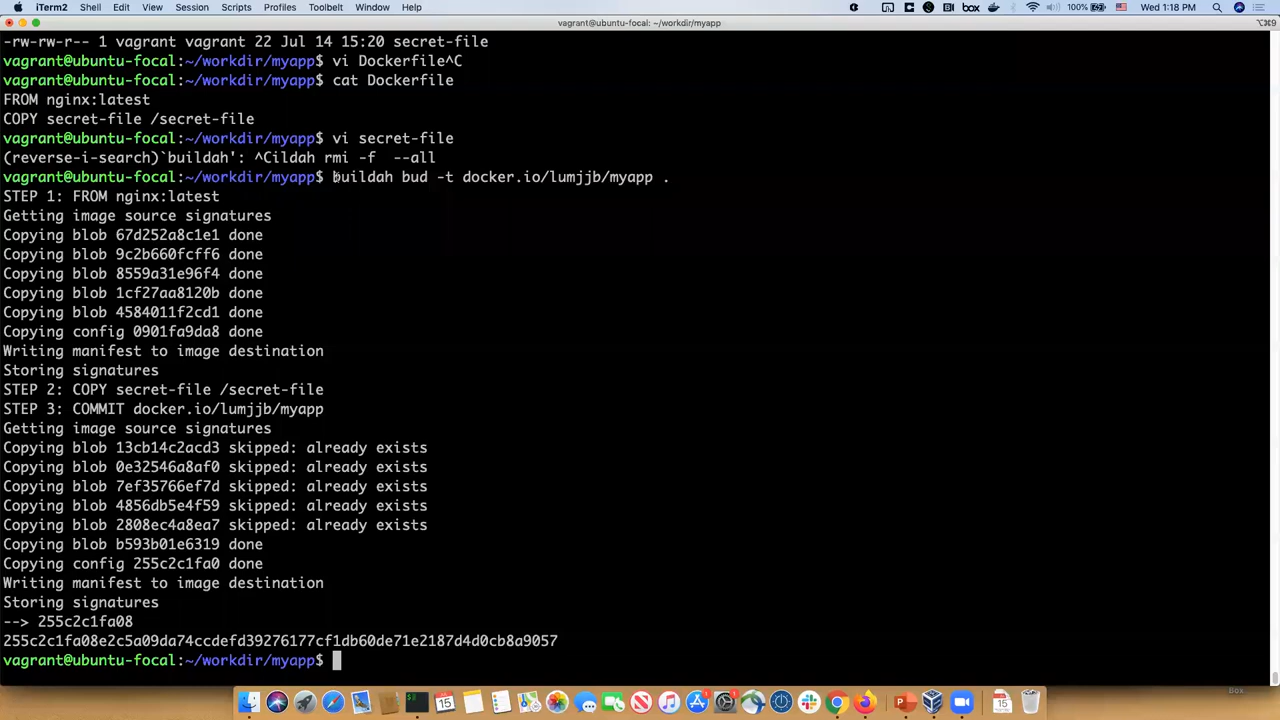 iTerm2 Shell Edit View Session Scripts Profiles Toolbelt Window Help 100% Wed 1:18 PM
vagrant@ubuntu-focal: ~/workdir/myapp ⌥⌘9
-rw-rw-r-- 1 vagrant vagrant 22 Jul 14 15:20 secret-file
vagrant@ubuntu-focal:~/workdir/myapp$ vi Dockerfile^C
vagrant@ubuntu-focal:~/workdir/myapp$ cat Dockerfile
FROM nginx:latest
COPY secret-file /secret-file
vagrant@ubuntu-focal:~/workdir/myapp$ vi secret-file
(reverse-i-search)`buildah': ^Cildah rmi -f  --all
vagrant@ubuntu-focal:~/workdir/myapp$ buildah bud -t docker.io/lumjjb/myapp .
STEP 1: FROM nginx:latest
Getting image source signatures
Copying blob 67d252a8c1e1 done
Copying blob 9c2b660fcff6 done
Copying blob 8559a31e96f4 done
Copying blob 1cf27aa8120b done
Copying blob 4584011f2cd1 done
Copying config 0901fa9da8 done
Writing manifest to image destination
Storing signatures
STEP 2: COPY secret-file /secret-file
STEP 3: COMMIT docker.io/lumjjb/myapp
Getting image source signatures
Copying blob 13cb14c2acd3 skipped: already exists
Copying blob 0e32546a8af0 skipped: already exists
Copying blob 7ef35766ef7d skipped: already exists
Copying blob 4856db5e4f59 skipped: already exists
Copying blob 2808ec4a8ea7 skipped: already exists
Copying blob b593b01e6319 done
Copying config 255c2c1fa0 done
Writing manifest to image destination
Storing signatures
--> 255c2c1fa08
255c2c1fa08e2c5a09da74ccdefd39276177cf1db60de71e2187d4d0cb8a9057
vagrant@ubuntu-focal:~/workdir/myapp$
Box